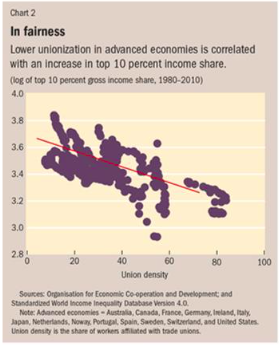 Chart 2
In fairness
Lower unionization in advanced economies is correlated
with an increase in top 10 percent income share.
(log of top 10 percent gross income share, 1980–2010)
4.0
3.8
3.6
3.4
3.2
3.0
2.8
0 20 40 60 80 100
Union density
Sources: Organisation for Economic Co-operation and Development; and
Standardized World Income Inequality Database Version 4.0.
Note: Advanced economies = Australia, Canada, France, Germany, Ireland, Italy,
Japan, Netherlands, Noway, Portugal, Spain, Sweden, Switzerland, and United States.
Union density is the share of workers affiliated with trade unions.